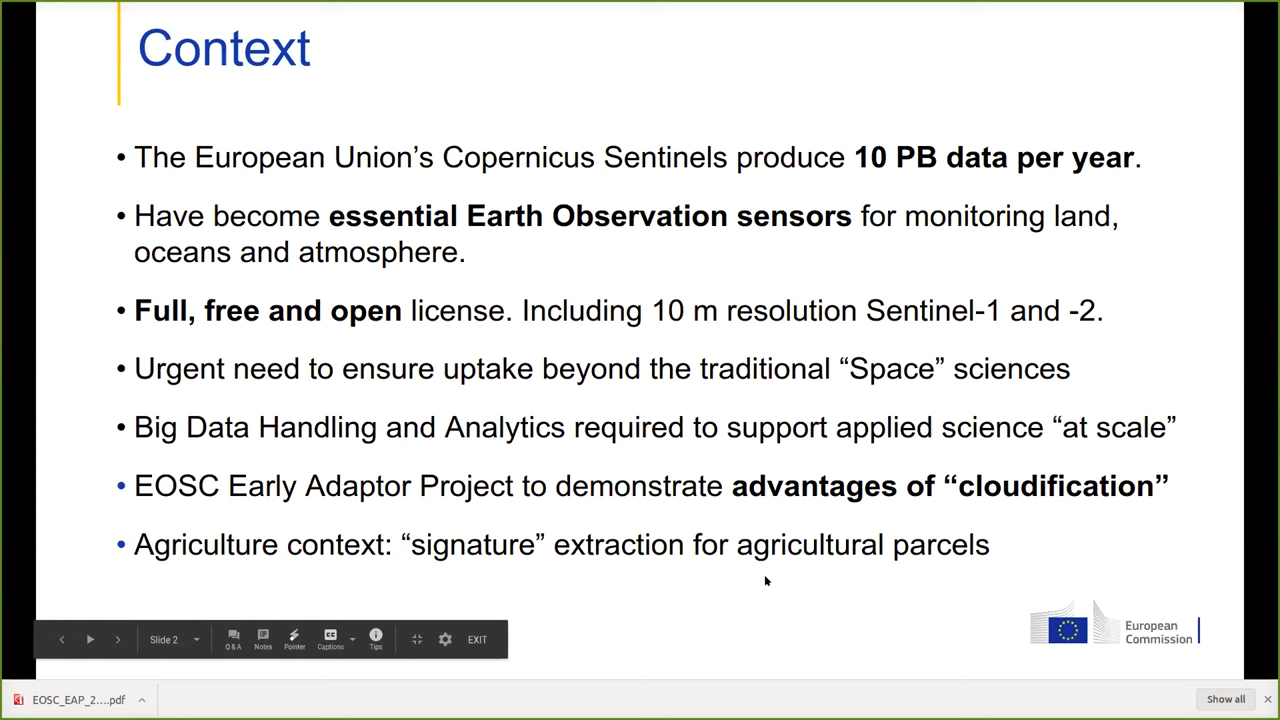 Context
• The European Union’s Copernicus Sentinels produce 10 PB data per year.
• Have become essential Earth Observation sensors for monitoring land,
oceans and atmosphere.
• Full, free and open license. Including 10 m resolution Sentinel-1 and -2.
• Urgent need to ensure uptake beyond the traditional “Space” sciences
• Big Data Handling and Analytics required to support applied science “at scale”
• EOSC Early Adaptor Project to demonstrate advantages of “cloudification”
• Agriculture context: “signature” extraction for agricultural parcels
European
Commission
Slide 2
Q & A
Notes
Pointer
CC
Captions
Tips
EXIT
EOSC_EAP_2....pdf
Show all